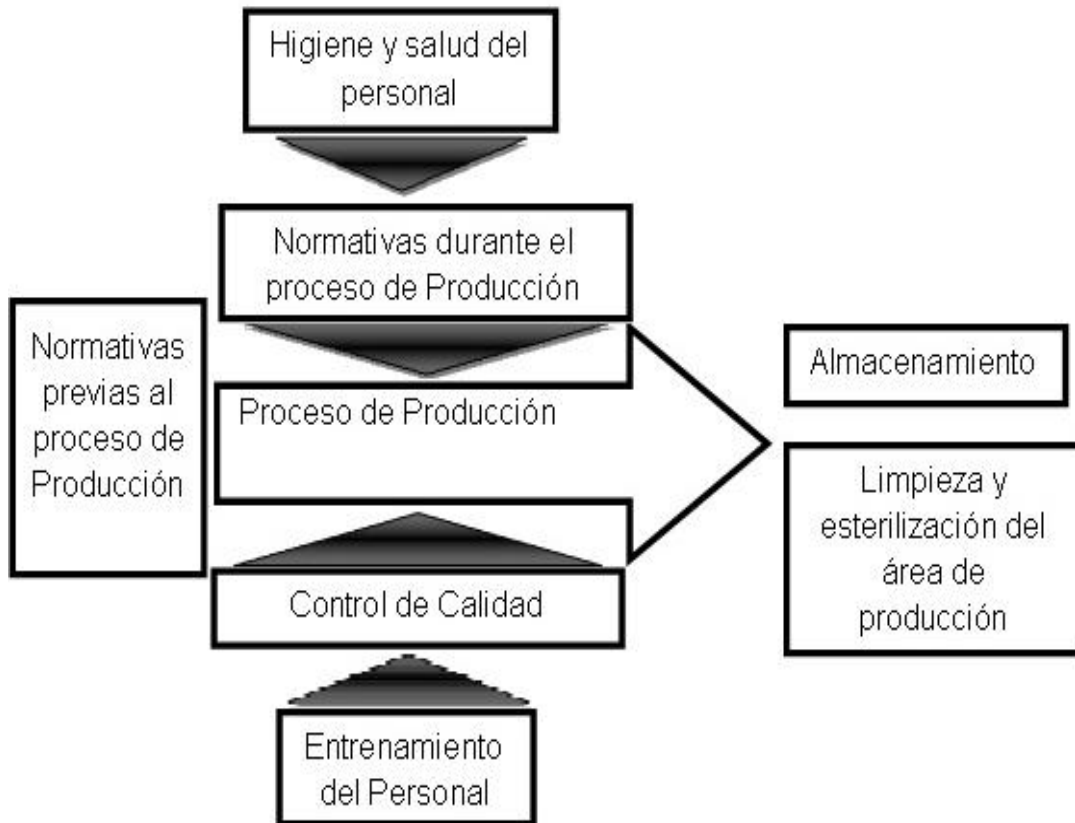 Higiene y salud del
personal
Normativas durante el
proceso de Producción
Normativas
previas al
proceso de
Producción
Proceso de Producción
Almacenamiento
Limpieza y
esterilización del
área de
producción
Control de Calidad
Entrenamiento
del Personal